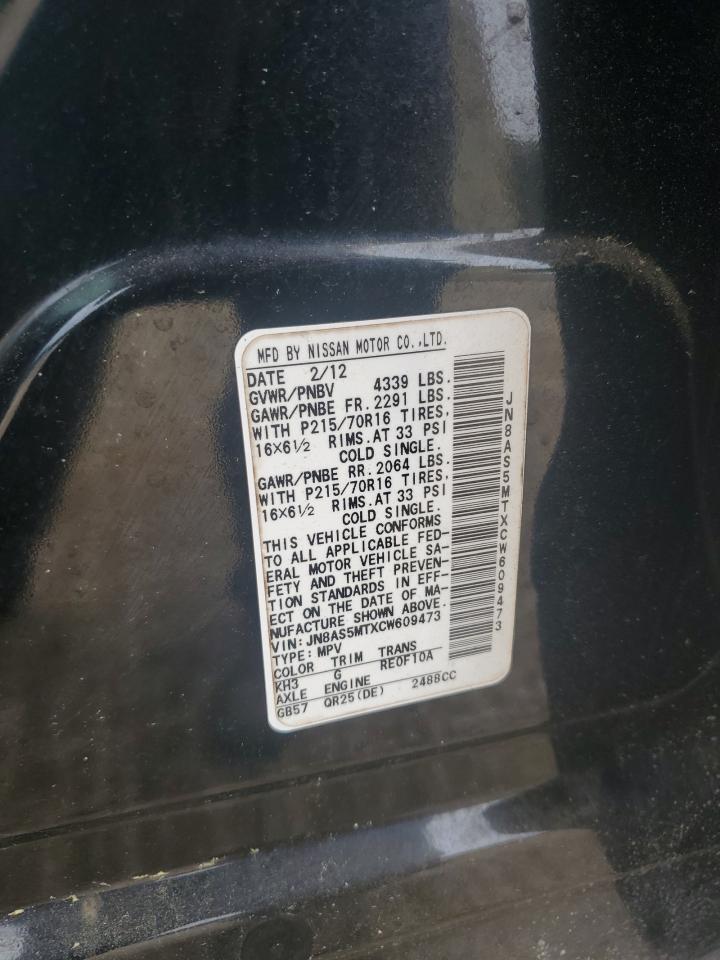 MFD BY NISSAN MOTOR CO.,LTD.
DATE 2/12
GVWR/PNBV 4339 LBS.
GAWR/PNBE FR.2291 LBS.
WITH P215/70R16 TIRES,
16X6½ RIMS.AT 33 PSI
COLD SINGLE.
GAWR/PNBE RR.2064 LBS.
WITH P215/70R16 TIRES,
16X6½ RIMS.AT 33 PSI
COLD SINGLE.
THIS VEHICLE CONFORMS
TO ALL APPLICABLE FED-
ERAL MOTOR VEHICLE SA-
FETY AND THEFT PREVEN-
TION STANDARDS IN EFF-
ECT ON THE DATE OF MA-
NUFACTURE SHOWN ABOVE.
VIN:JN8AS5MTXCW609473
TYPE:MPV
COLOR TRIM TRANS
KH3 G RE0F10A
AXLE ENGINE
GB57 QR25(DE) 2488CC
JN8AS5MTXCW609473